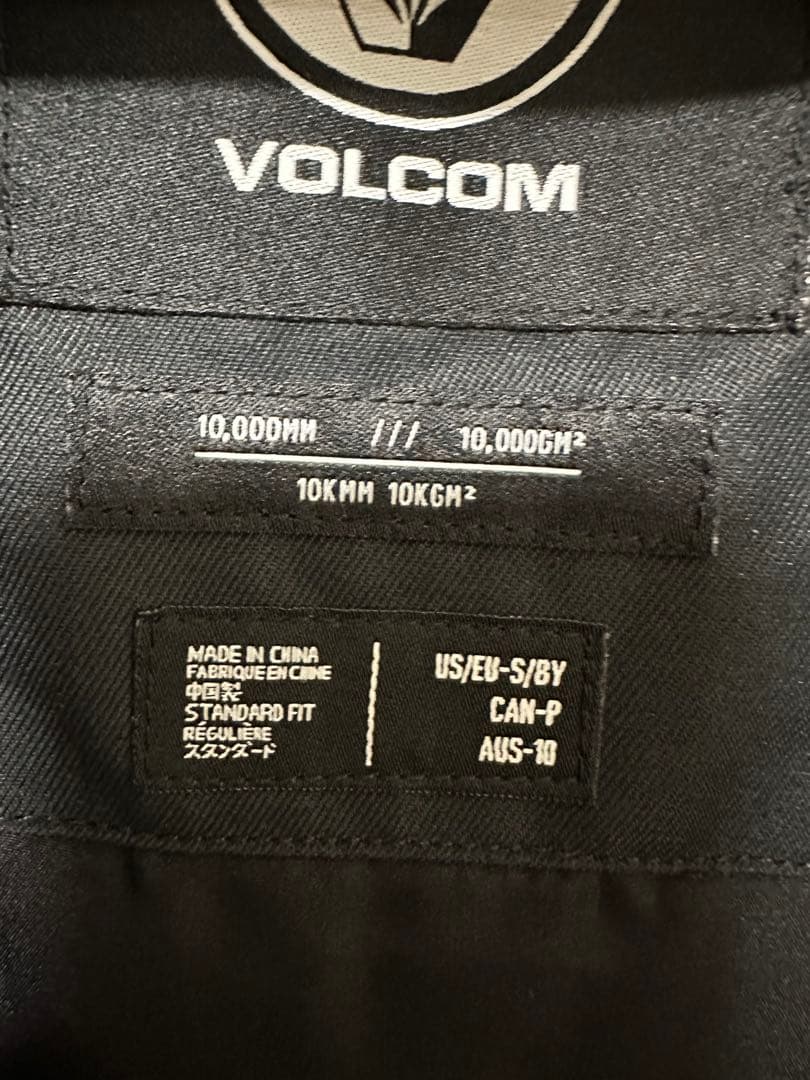 VOLCOM
10,000MM /// 10,000GM²
10KMM 10KGM²
MADE IN CHINA
FABRIQUE EN CHINE
中国製
STANDARD FIT
RÉGULIÈRE
スタンダード
US/EU-S/8Y
CAN-P
AUS-10